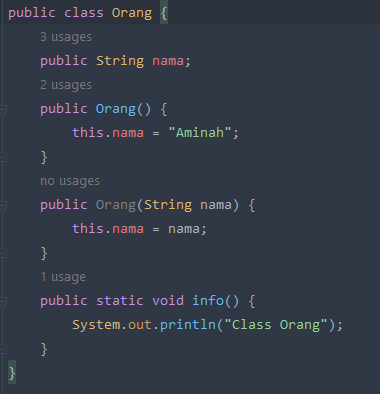 public class Orang {
3 usages
public String nama;
2 usages
public Orang() {
this.nama = "Aminah";
}
no usages
public Orang(String nama) {
this.nama = nama;
}
1 usage
public static void info() {
System.out.println("Class Orang");
}
}